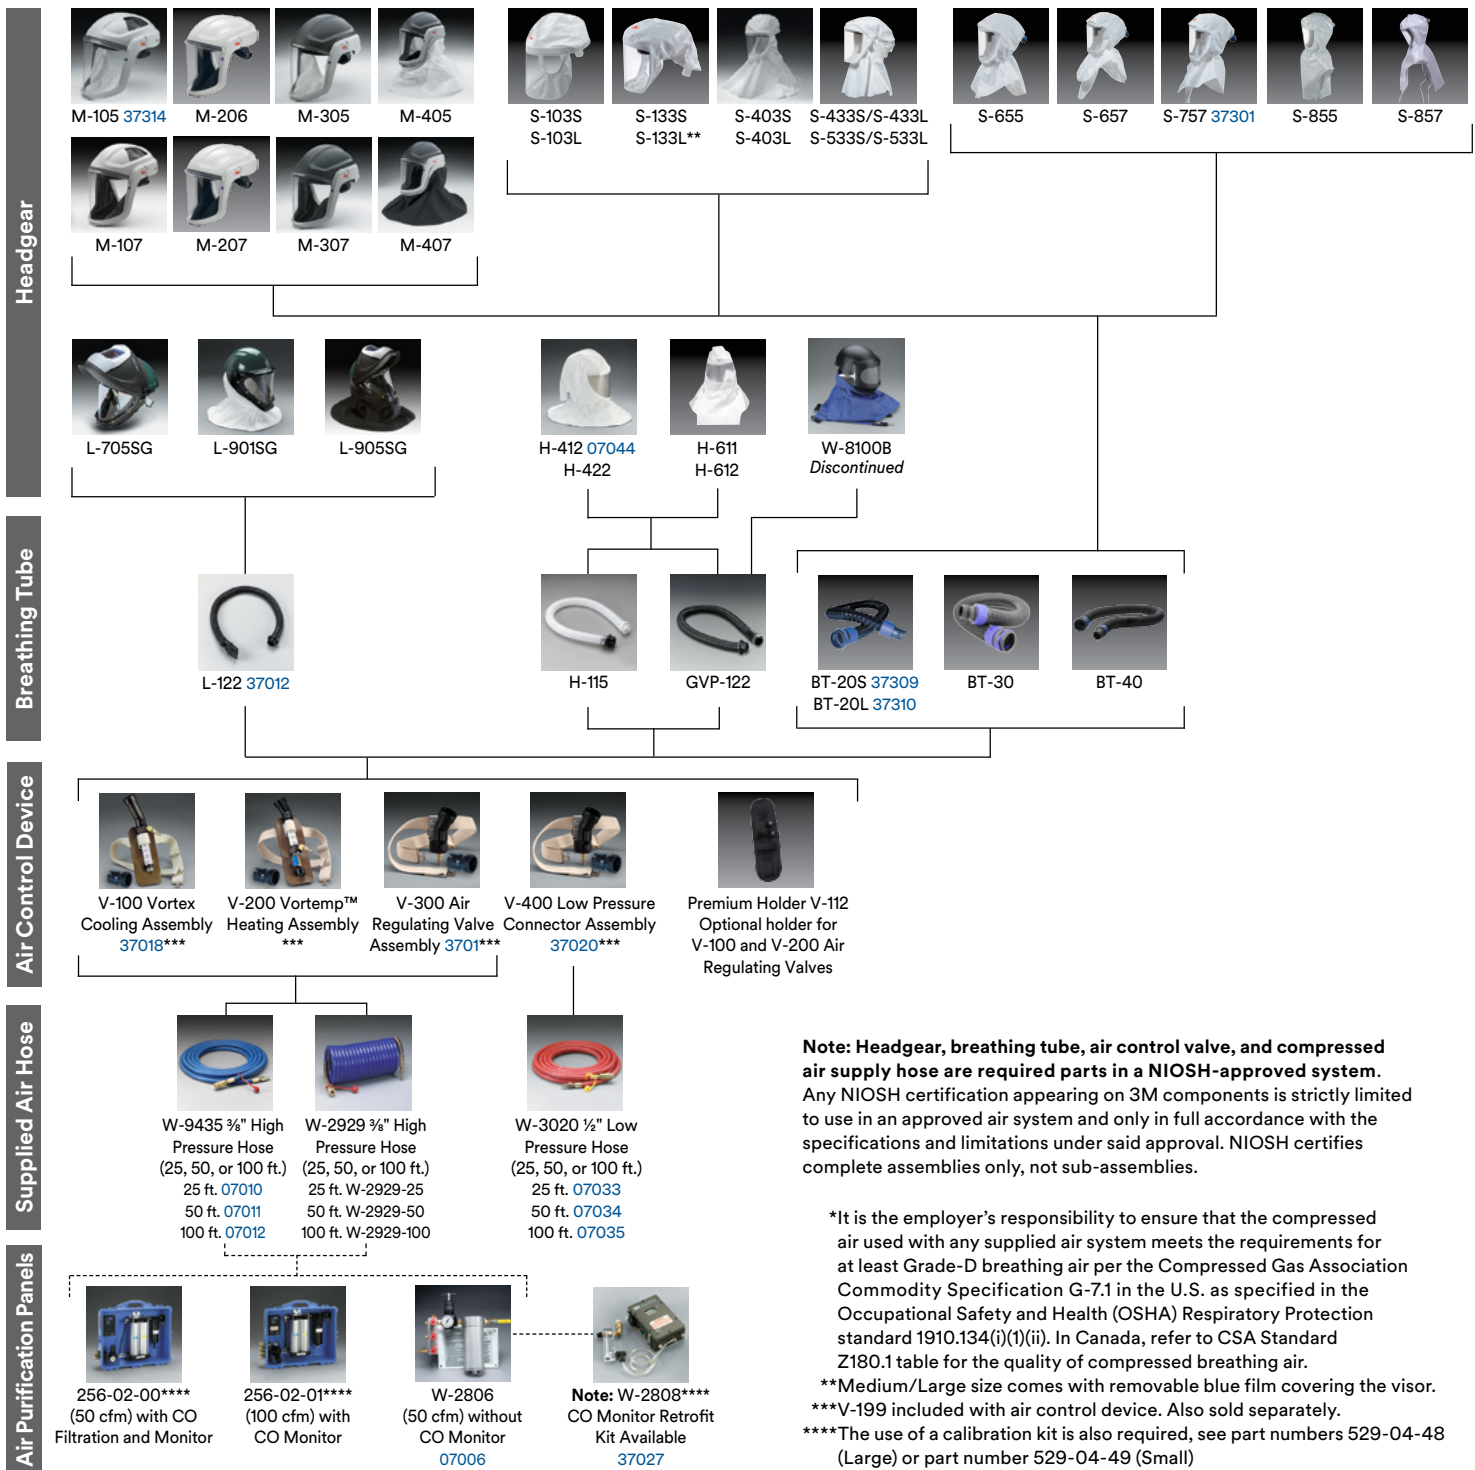 Headgear
M-105 37314
M-206
M-305
M-405
S-103S
S-103L
S-133S
S-133L**
S-403S
S-403L
S-433S/S-433L
S-533S/S-533L
S-655
S-657
S-757 37301
S-855
S-857
M-107
M-207
M-307
M-407
L-705SG
L-901SG
L-905SG
H-412 07044
H-422
H-611
H-612
W-8100B
Discontinued
Breathing Tube
L-122 37012
H-115
GVP-122
BT-20S 37309
BT-20L 37310
BT-30
BT-40
Air Control Device
V-100 Vortex
Cooling Assembly
37018***
V-200 Vortemp™
Heating Assembly
***
V-300 Air
Regulating Valve
Assembly 3701***
V-400 Low Pressure
Connector Assembly
37020***
Premium Holder V-112
Optional holder for
V-100 and V-200 Air
Regulating Valves
Supplied Air Hose
W-9435 ⅜" High
Pressure Hose
(25, 50, or 100 ft.)
25 ft. 07010
50 ft. 07011
100 ft. 07012
W-2929 ⅜" High
Pressure Hose
(25, 50, or 100 ft.)
25 ft. W-2929-25
50 ft. W-2929-50
100 ft. W-2929-100
W-3020 ½" Low
Pressure Hose
(25, 50, or 100 ft.)
25 ft. 07033
50 ft. 07034
100 ft. 07035
Air Purification Panels
256-02-00****
(50 cfm) with CO
Filtration and Monitor
256-02-01****
(100 cfm) with
CO Monitor
W-2806
(50 cfm) without
CO Monitor
07006
Note: W-2808****
CO Monitor Retrofit
Kit Available
37027
Note: Headgear, breathing tube, air control valve, and compressed
air supply hose are required parts in a NIOSH-approved system.
Any NIOSH certification appearing on 3M components is strictly limited
to use in an approved air system and only in full accordance with the
specifications and limitations under said approval. NIOSH certifies
complete assemblies only, not sub-assemblies.
*It is the employer's responsibility to ensure that the compressed
air used with any supplied air system meets the requirements for
at least Grade-D breathing air per the Compressed Gas Association
Commodity Specification G-7.1 in the U.S. as specified in the
Occupational Safety and Health (OSHA) Respiratory Protection
standard 1910.134(i)(1)(ii). In Canada, refer to CSA Standard
Z180.1 table for the quality of compressed breathing air.
**Medium/Large size comes with removable blue film covering the visor.
***V-199 included with air control device. Also sold separately.
****The use of a calibration kit is also required, see part numbers 529-04-48
(Large) or part number 529-04-49 (Small)